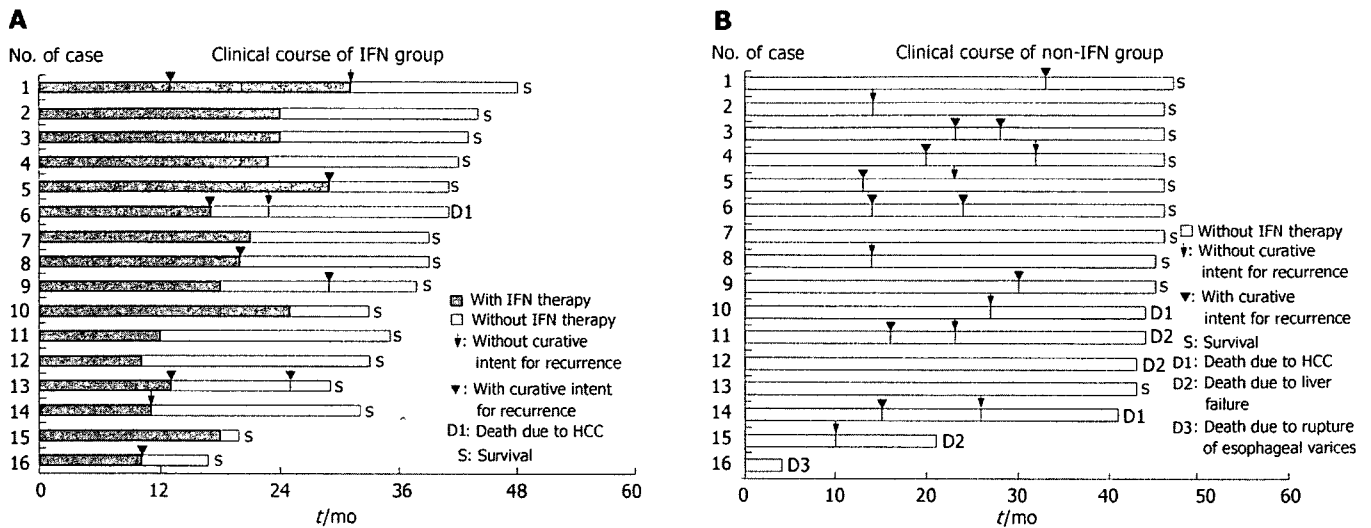 A
No. of case
Clinical course of IFN group
1
S
2
S
3
S
4
S
5
S
6
D1
7
S
8
S
9
S
10
S
11
S
12
S
13
S
14
S
15
S
16
S
With IFN therapy
Without IFN therapy
: Without curative
intent for recurrence
: With curative intent
for recurrence
D1: Death due to HCC
S: Survival
0
12
24
36
48
60
t/mo
B
No. of case
Clinical course of non-IFN group
1
S
2
S
3
S
4
S
5
S
6
S
7
S
8
S
9
S
10
D1
11
D2
12
D2
13
S
14
D1
15
D2
16
D3
Without IFN therapy
: Without curative
intent for recurrence
: With curative
intent for recurrence
S: Survival
D1: Death due to HCC
D2: Death due to liver
failure
D3: Death due to rupture
of esophageal varices
0
10
20
30
40
50
60
t/mo